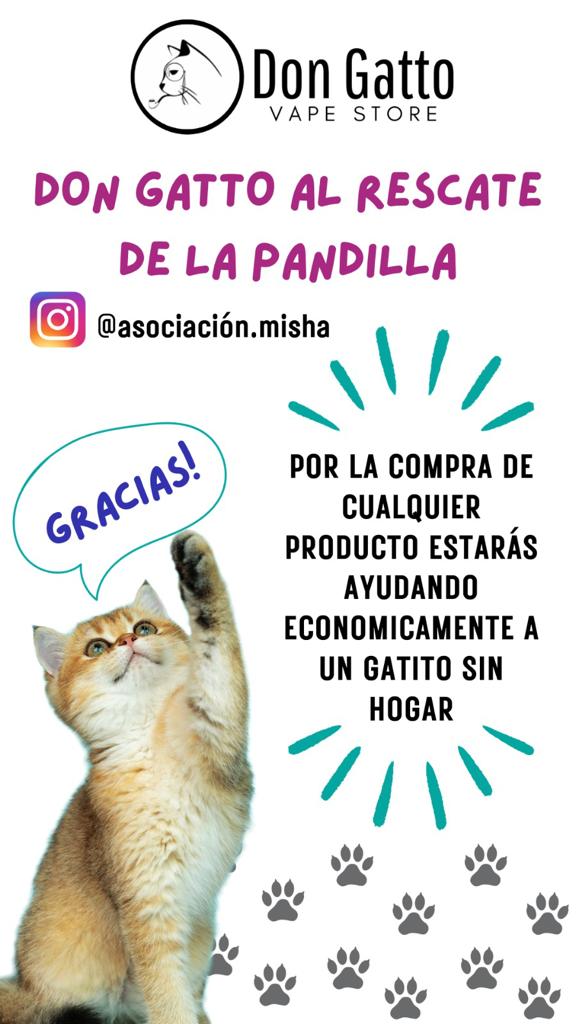 Don Gatto
VAPE STORE
DON GATTO AL RESCATE
DE LA PANDILLA
@asociación.misha
GRACIAS!
POR LA COMPRA DE
CUALQUIER
PRODUCTO ESTARÁS
AYUDANDO
ECONOMICAMENTE A
UN GATITO SIN
HOGAR